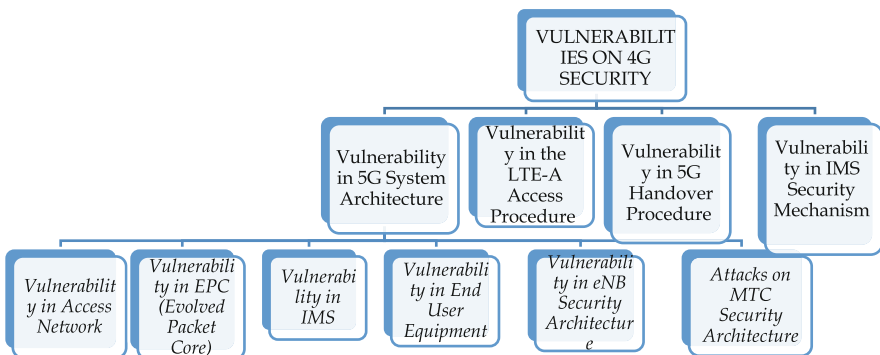 VULNERABILIT
IES ON 4G
SECURITY
Vulnerability
in 5G System
Architecture
Vulnerabilit
y in the
LTE-A
Access
Procedure
Vulnerabilit
y in 5G
Handover
Procedure
Vulnerabili
ty in IMS
Security
Mechanism
Vulnerabilit
y in Access
Network
Vulnerabili
ty in EPC
(Evolved
Packet
Core)
Vulnerabi
lity in
IMS
Vulnerabili
ty in End
User
Equipment
Vulnerabili
ty in eNB
Security
Architectur
e
Attacks on
MTC
Security
Architecture